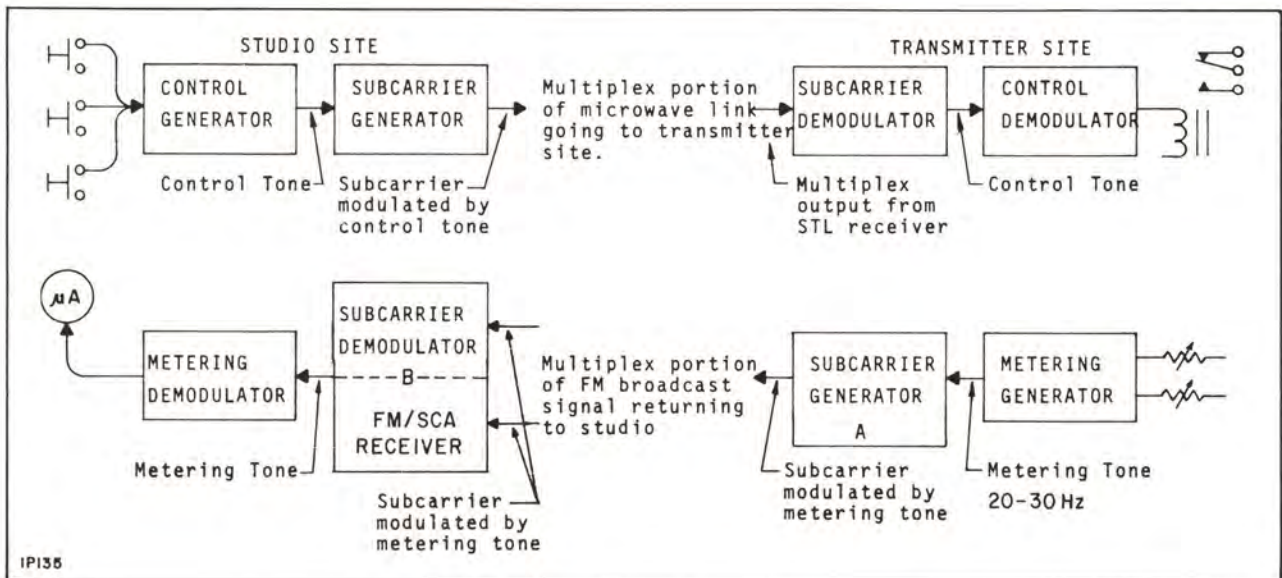 STUDIO SITE
TRANSMITTER SITE
CONTROL
GENERATOR
SUBCARRIER
GENERATOR
Multiplex portion
of microwave link
going to transmitter
site.
SUBCARRIER
DEMODULATOR
CONTROL
DEMODULATOR
Control Tone
Subcarrier
modulated by
control tone
Multiplex
output from
STL receiver
Control Tone
μA
METERING
DEMODULATOR
SUBCARRIER
DEMODULATOR
B
FM/SCA
RECEIVER
Multiplex portion
of FM broadcast
signal returning
to studio
SUBCARRIER
GENERATOR
A
METERING
GENERATOR
Metering Tone
Subcarrier
modulated by
metering tone
Subcarrier
modulated by
metering tone
Metering Tone
20-30 Hz
IP135